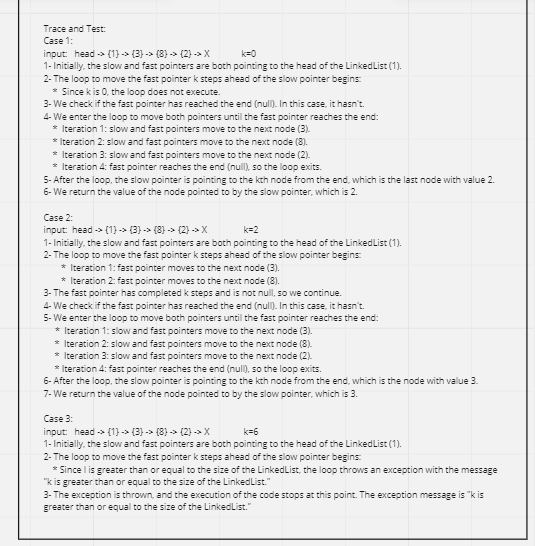 Trace and Test:
Case 1:
input: head -> {1} -> {3} -> {8} -> {2} -> X k=0
1- Initially, the slow and fast pointers are both pointing to the head of the LinkedList (1).
2- The loop to move the fast pointer k steps ahead of the slow pointer begins:
* Since k is 0, the loop does not execute.
3- We check if the fast pointer has reached the end (null). In this case, it hasn't.
4- We enter the loop to move both pointers until the fast pointer reaches the end:
* Iteration 1: slow and fast pointers move to the next node (3).
* Iteration 2: slow and fast pointers move to the next node (8).
* Iteration 3: slow and fast pointers move to the next node (2).
* Iteration 4: fast pointer reaches the end (null), so the loop exits.
5- After the loop, the slow pointer is pointing to the kth node from the end, which is the last node with value 2.
6- We return the value of the node pointed to by the slow pointer, which is 2.
Case 2:
input: head -> {1} -> {3} -> {8} -> {2} -> X k=2
1- Initially, the slow and fast pointers are both pointing to the head of the LinkedList (1).
2- The loop to move the fast pointer k steps ahead of the slow pointer begins:
* Iteration 1: fast pointer moves to the next node (3).
* Iteration 2: fast pointer moves to the next node (8).
3- The fast pointer has completed k steps and is not null, so we continue.
4- We check if the fast pointer has reached the end (null). In this case, it hasn't.
5- We enter the loop to move both pointers until the fast pointer reaches the end:
* Iteration 1: slow and fast pointers move to the next node (3).
* Iteration 2: slow and fast pointers move to the next node (8).
* Iteration 3: slow and fast pointers move to the next node (2).
* Iteration 4: fast pointer reaches the end (null), so the loop exits.
6- After the loop, the slow pointer is pointing to the kth node from the end, which is the node with value 3.
7- We return the value of the node pointed to by the slow pointer, which is 3.
Case 3:
input: head -> {1} -> {3} -> {8} -> {2} -> X k=6
1- Initially, the slow and fast pointers are both pointing to the head of the LinkedList (1).
2- The loop to move the fast pointer k steps ahead of the slow pointer begins:
* Since l is greater than or equal to the size of the LinkedList, the loop throws an exception with the message
"k is greater than or equal to the size of the LinkedList."
3- The exception is thrown, and the execution of the code stops at this point. The exception message is "k is
greater than or equal to the size of the LinkedList."